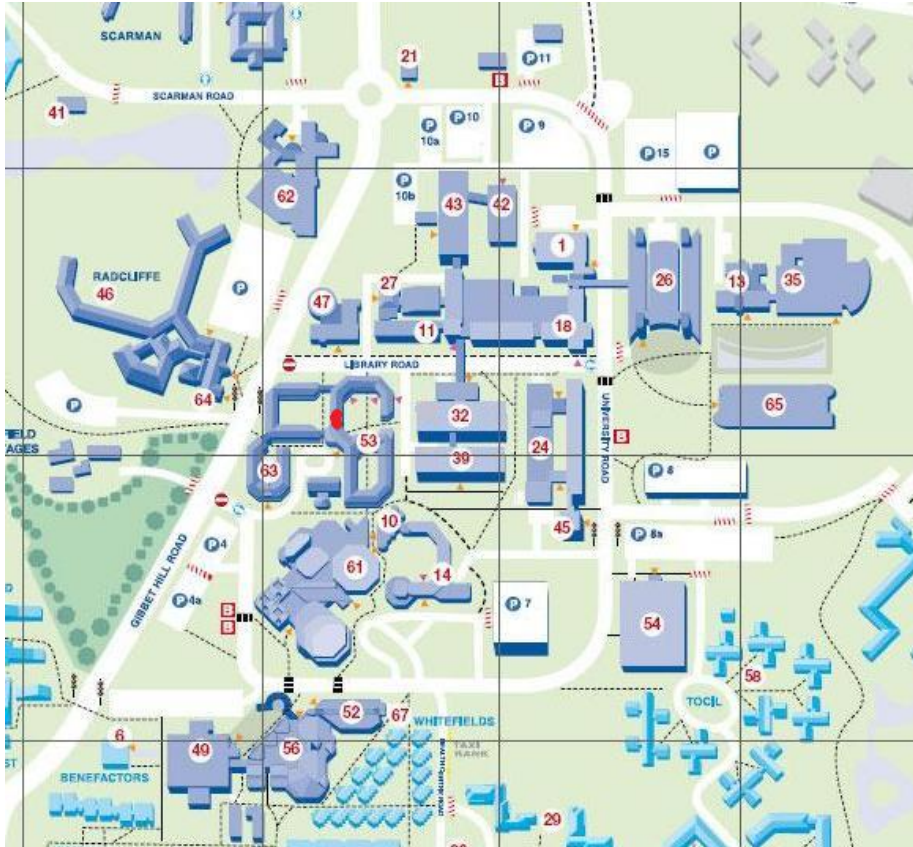 SCARMAN
21
P11
B
SCARMAN ROAD
41
P
10a
P10
P9
P15
P
P
10b
62
43
42
1
RADCLIFFE
46
P
27
47
26
13
35
11
18
LIBRARY ROAD
64
P
32
53
UNIVERSITY ROAD
65
B
FIELD
AGES
63
39
24
P8
10
45
P8a
P4
GIBBET HILL ROAD
61
14
P4a
P7
B
B
54
58
TOCIL
52
67
WHITEFIELDS
6
49
56
TAXI
RANK
BENEFACTORS
ST
29